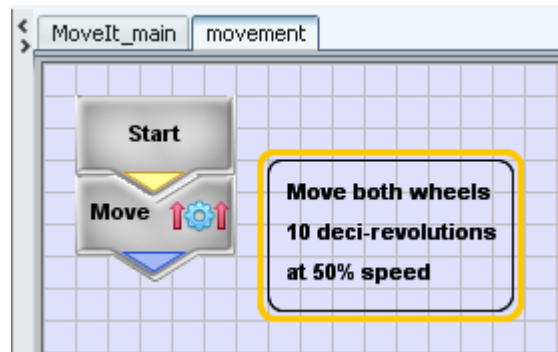 MoveIt_main
movement
Start
Move
Move both wheels
10 deci-revolutions
at 50% speed